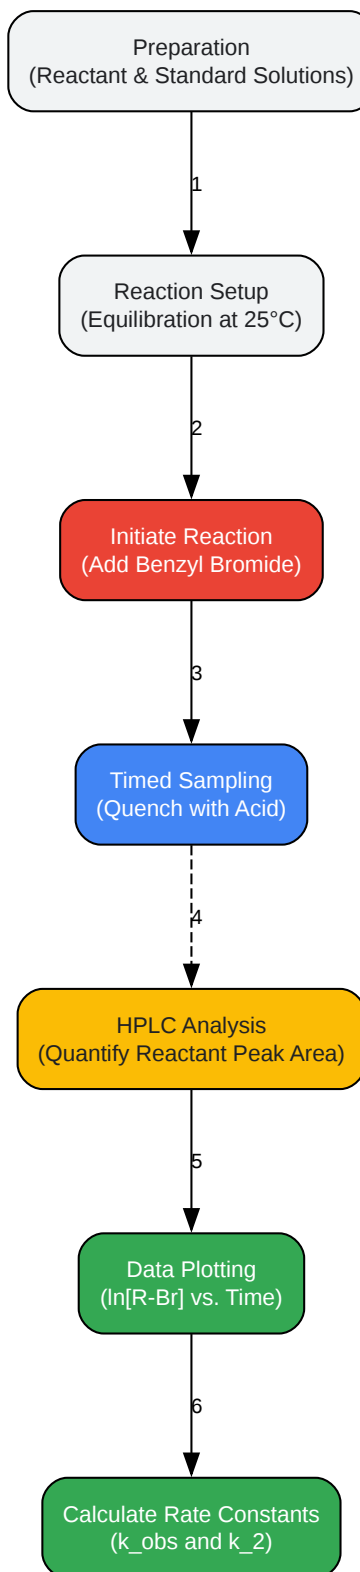 Preparation
(Reactant & Standard Solutions)
1
Reaction Setup
(Equilibration at 25°C)
2
Initiate Reaction
(Add Benzyl Bromide)
3
Timed Sampling
(Quench with Acid)
4
HPLC Analysis
(Quantify Reactant Peak Area)
5
Data Plotting
(ln[R-Br] vs. Time)
6
Calculate Rate Constants
(k_obs and k_2)